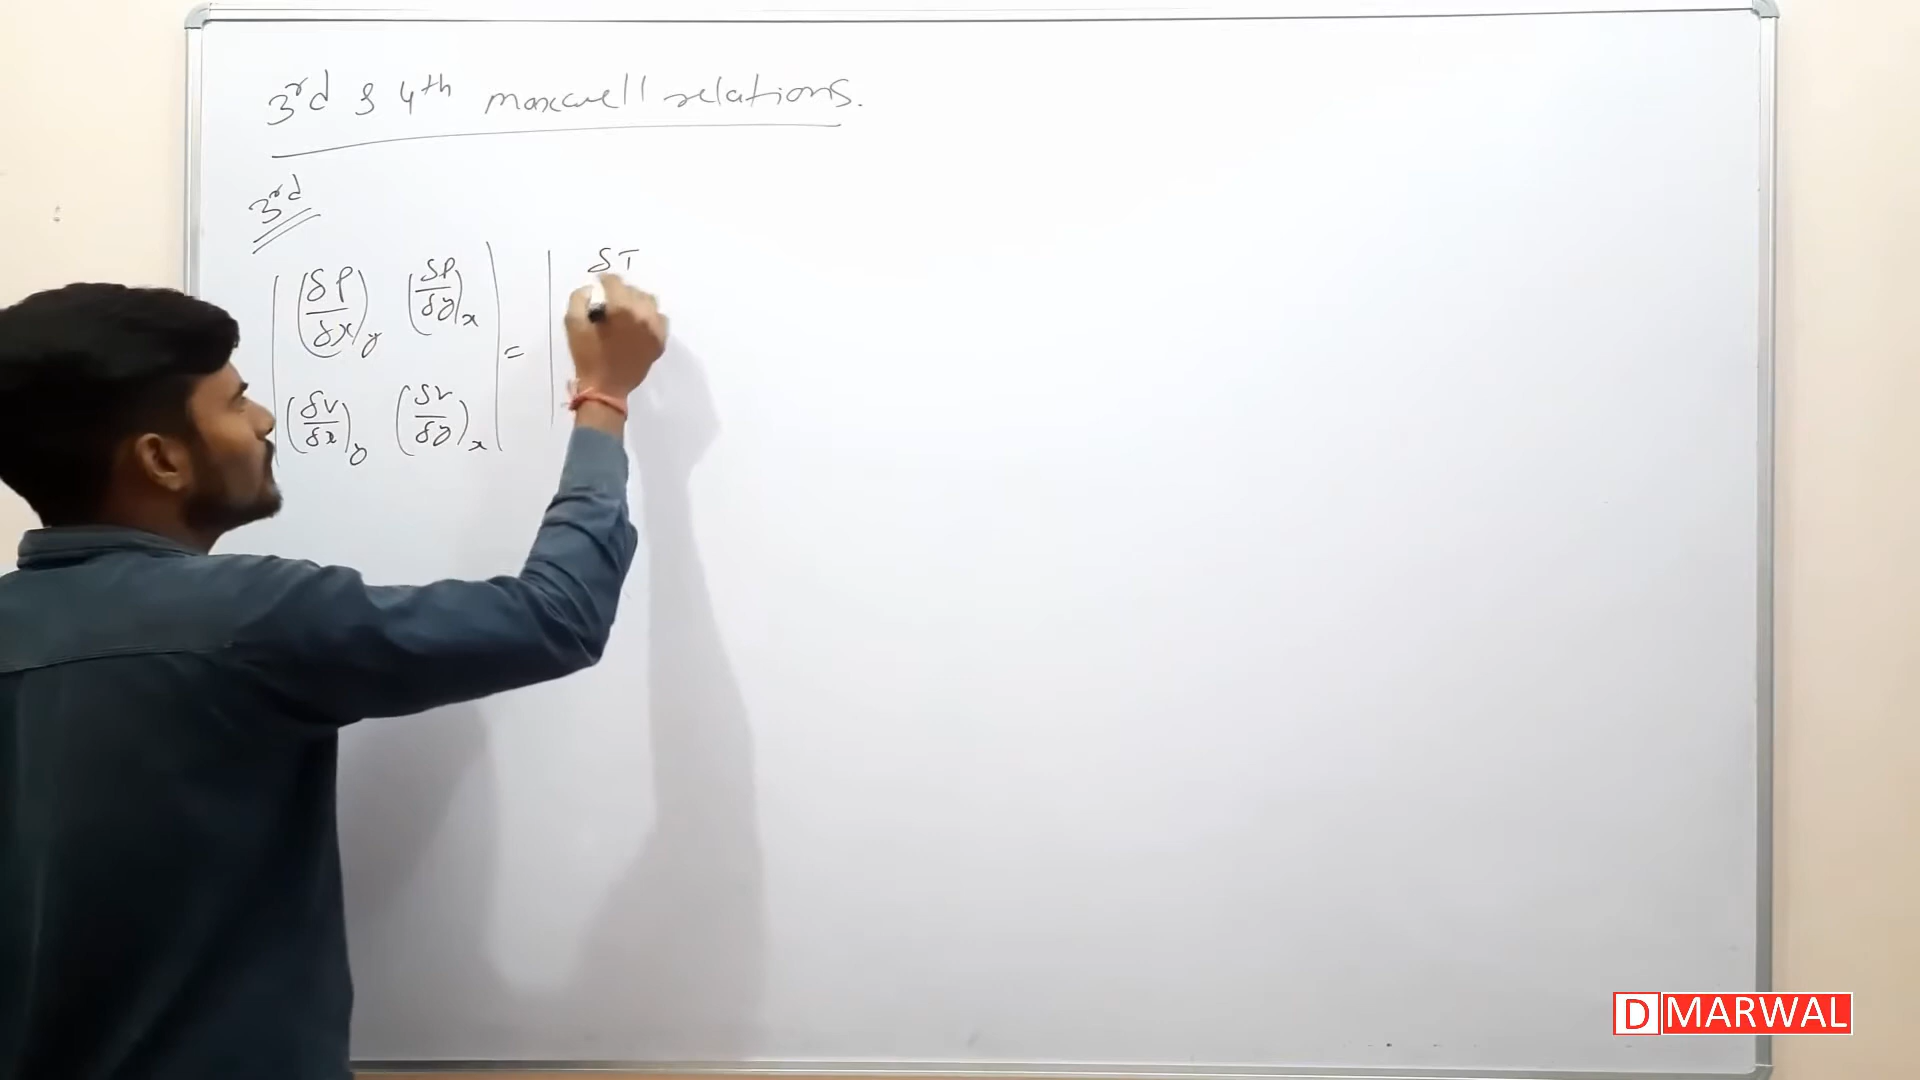 3rd & 4th maxwell relations.
3rd
| (δP/δx)y (δP/δy)x | = | δT
| (δv/δx)y (δv/δy)x |
D MARWAL